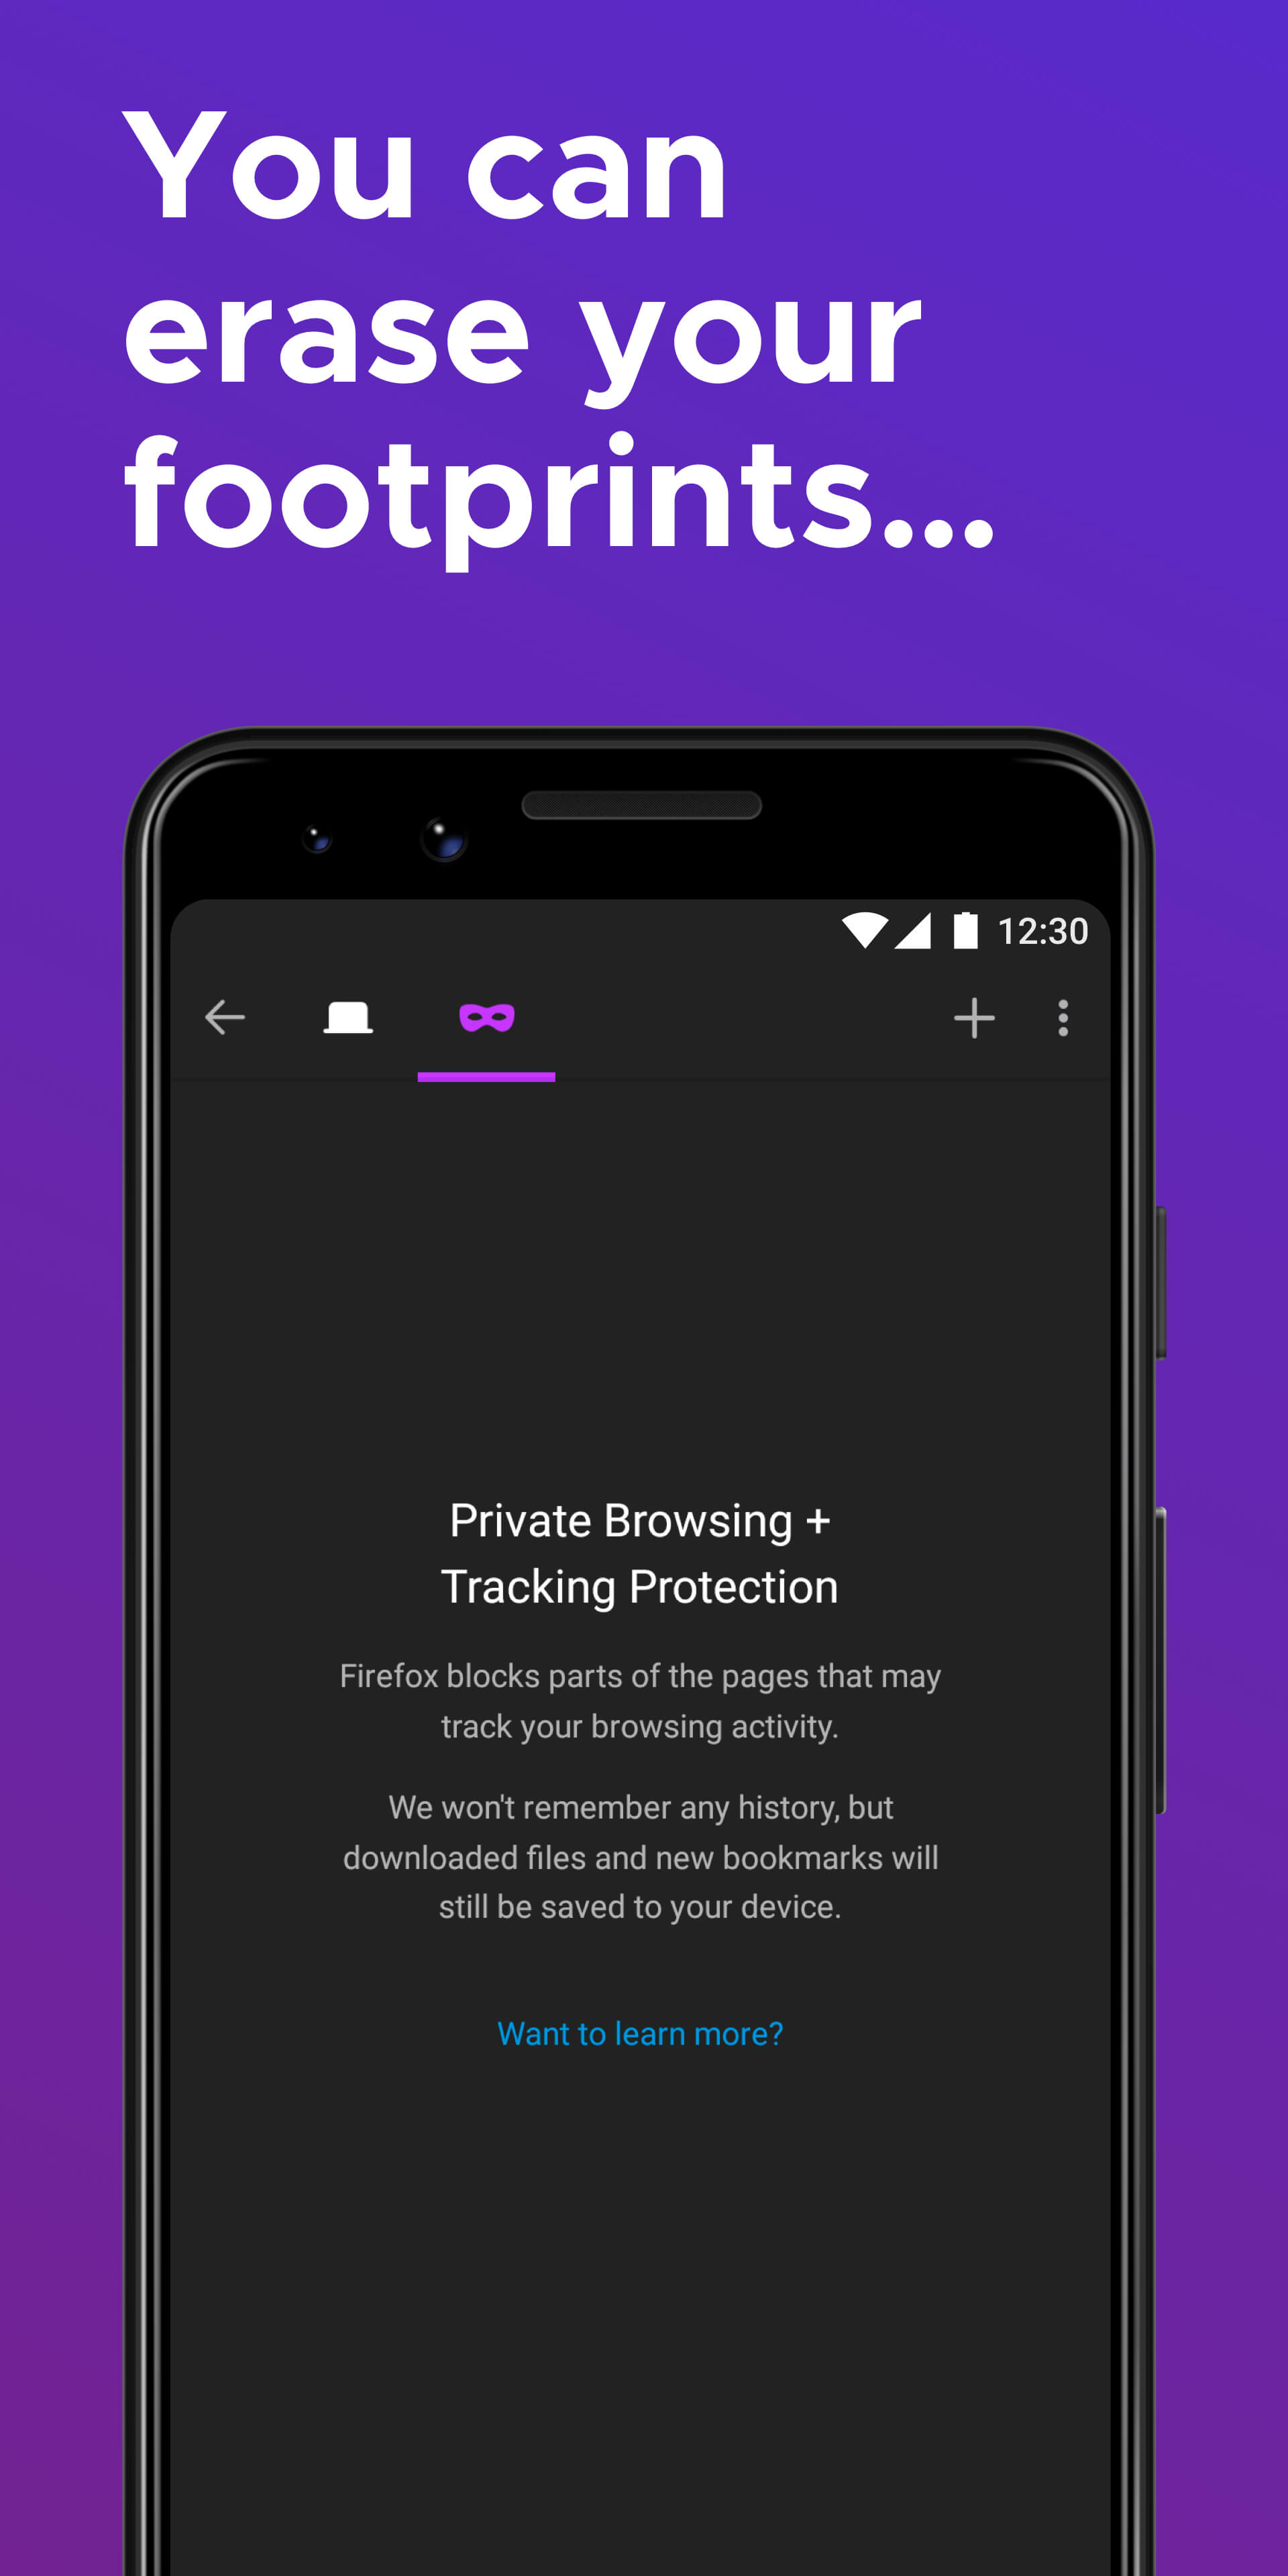 You can
erase your
footprints...
12:30
Private Browsing +
Tracking Protection
Firefox blocks parts of the pages that may
track your browsing activity.
We won't remember any history, but
downloaded files and new bookmarks will
still be saved to your device.
Want to learn more?